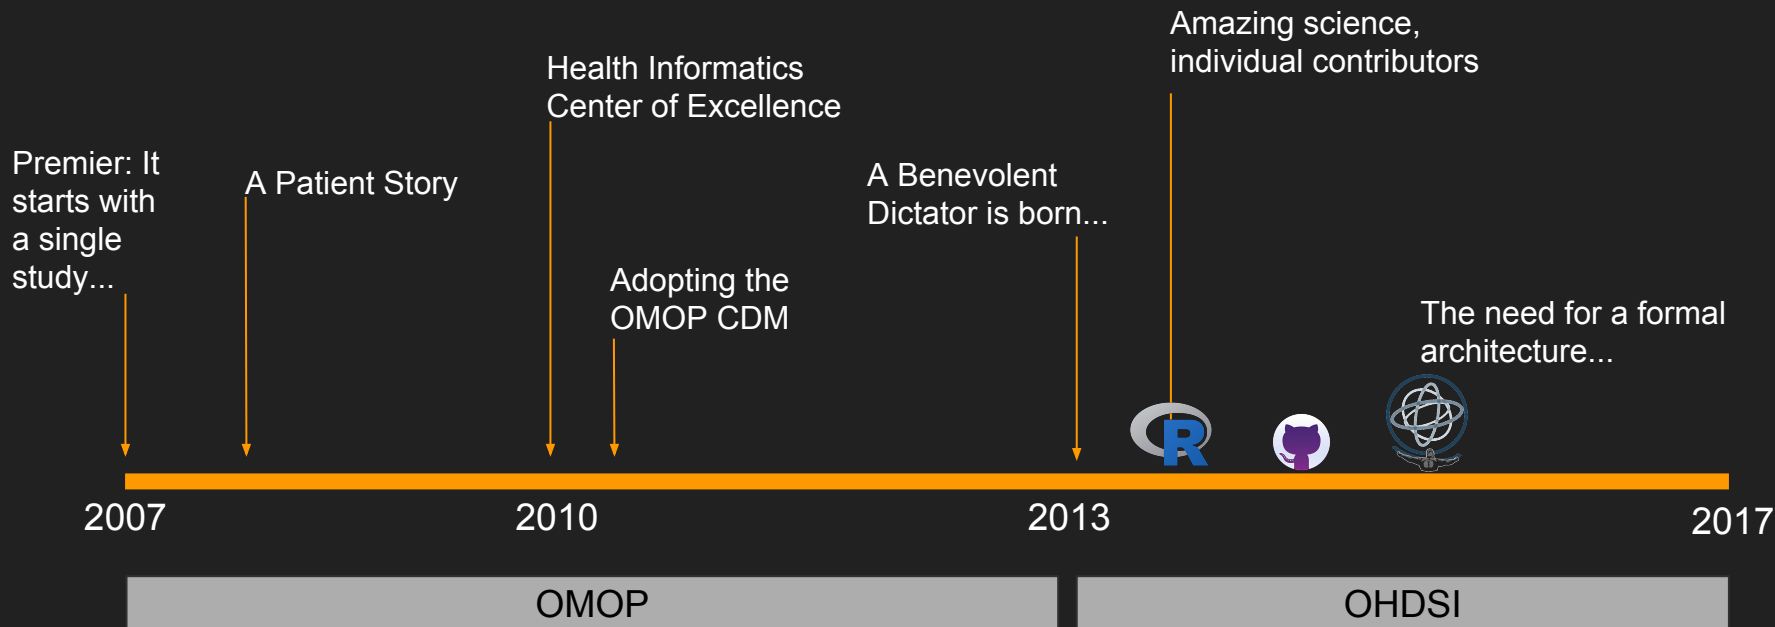 Amazing science,
individual contributors
Health Informatics
Center of Excellence
Premier: It
starts with
a single
study...
A Patient Story
A Benevolent
Dictator is born...
Adopting the
OMOP CDM
The need for a formal
architecture...
R
2007
2010
2013
2017
OMOP
OHDSI